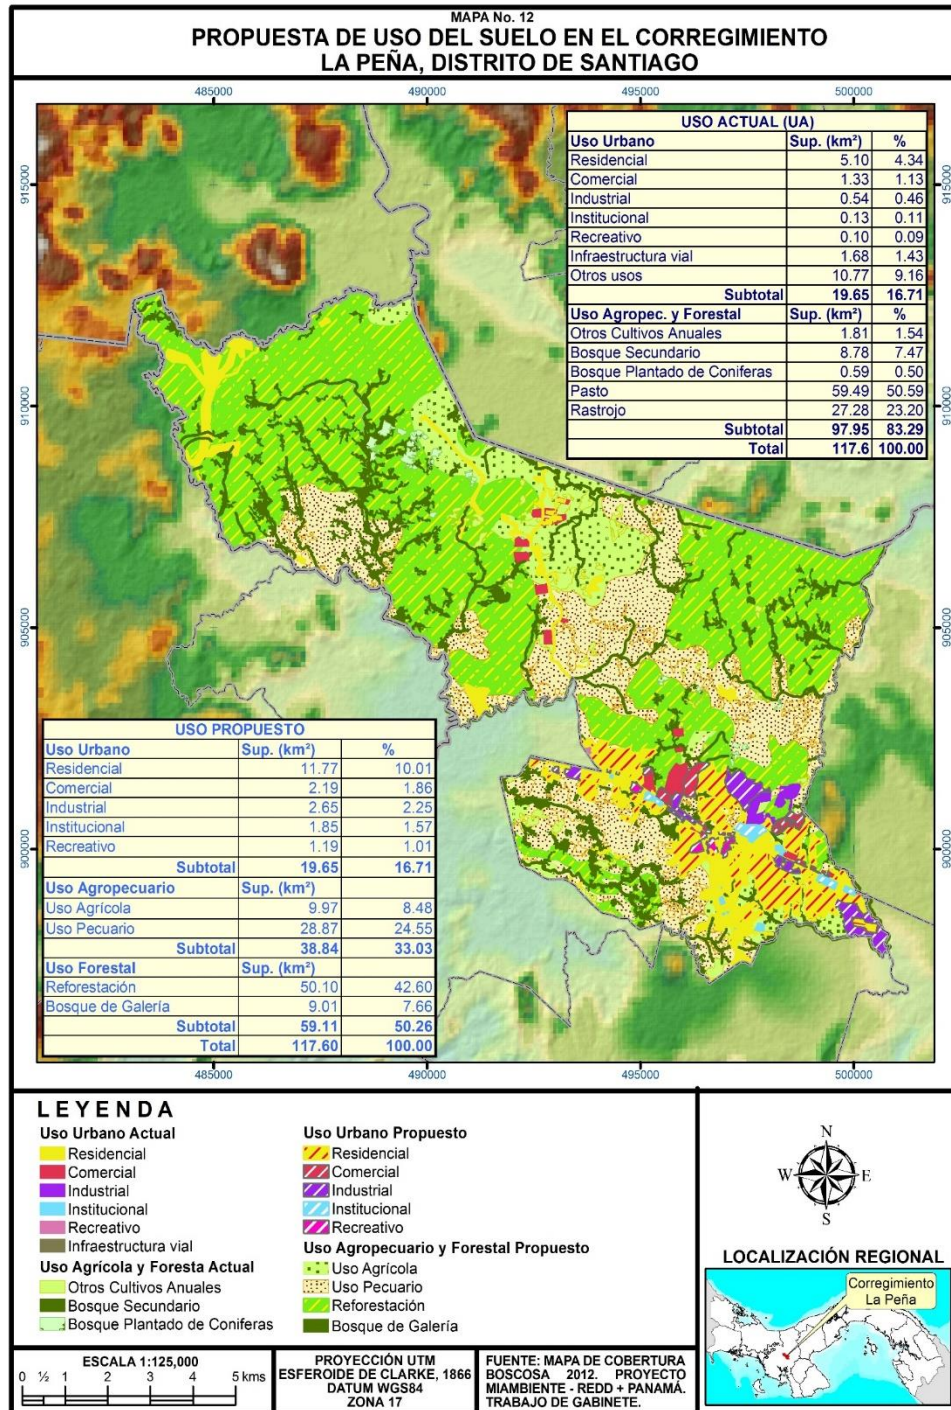 MAPA No. 12
PROPUESTA DE USO DEL SUELO EN EL CORREGIMIENTO
LA PEÑA, DISTRITO DE SANTIAGO
485000 490000 495000 500000
915000 915000
910000 910000
905000 905000
900000 900000
USO ACTUAL (UA)
Uso Urbano Sup. (km²) %
Residencial 5.10 4.34
Comercial 1.33 1.13
Industrial 0.54 0.46
Institucional 0.13 0.11
Recreativo 0.10 0.09
Infraestructura vial 1.68 1.43
Otros usos 10.77 9.16
Subtotal 19.65 16.71
Uso Agropec. y Forestal Sup. (km²) %
Otros Cultivos Anuales 1.81 1.54
Bosque Secundario 8.78 7.47
Bosque Plantado de Coniferas 0.59 0.50
Pasto 59.49 50.59
Rastrojo 27.28 23.20
Subtotal 97.95 83.29
Total 117.6 100.00
USO PROPUESTO
Uso Urbano Sup. (km²) %
Residencial 11.77 10.01
Comercial 2.19 1.86
Industrial 2.65 2.25
Institucional 1.85 1.57
Recreativo 1.19 1.01
Subtotal 19.65 16.71
Uso Agropecuario Sup. (km²)
Uso Agrícola 9.97 8.48
Uso Pecuario 28.87 24.55
Subtotal 38.84 33.03
Uso Forestal Sup. (km²)
Reforestación 50.10 42.60
Bosque de Galería 9.01 7.66
Subtotal 59.11 50.26
Total 117.60 100.00
485000 490000 495000 500000
LEYENDA
Uso Urbano Actual
Residencial
Comercial
Industrial
Institucional
Recreativo
Infraestructura vial
Uso Agrícola y Foresta Actual
Otros Cultivos Anuales
Bosque Secundario
Bosque Plantado de Coniferas
Uso Urbano Propuesto
Residencial
Comercial
Industrial
Institucional
Recreativo
Uso Agropecuario y Forestal Propuesto
Uso Agrícola
Uso Pecuario
Reforestación
Bosque de Galería
N
W E
S
LOCALIZACIÓN REGIONAL
Corregimiento
La Peña
ESCALA 1:125,000
0 ½ 1 2 3 4 5 kms
PROYECCIÓN UTM
ESFEROIDE DE CLARKE, 1866
DATUM WGS84
ZONA 17
FUENTE: MAPA DE COBERTURA
BOSCOSA 2012. PROYECTO
MIAMBIENTE - REDD + PANAMÁ.
TRABAJO DE GABINETE.